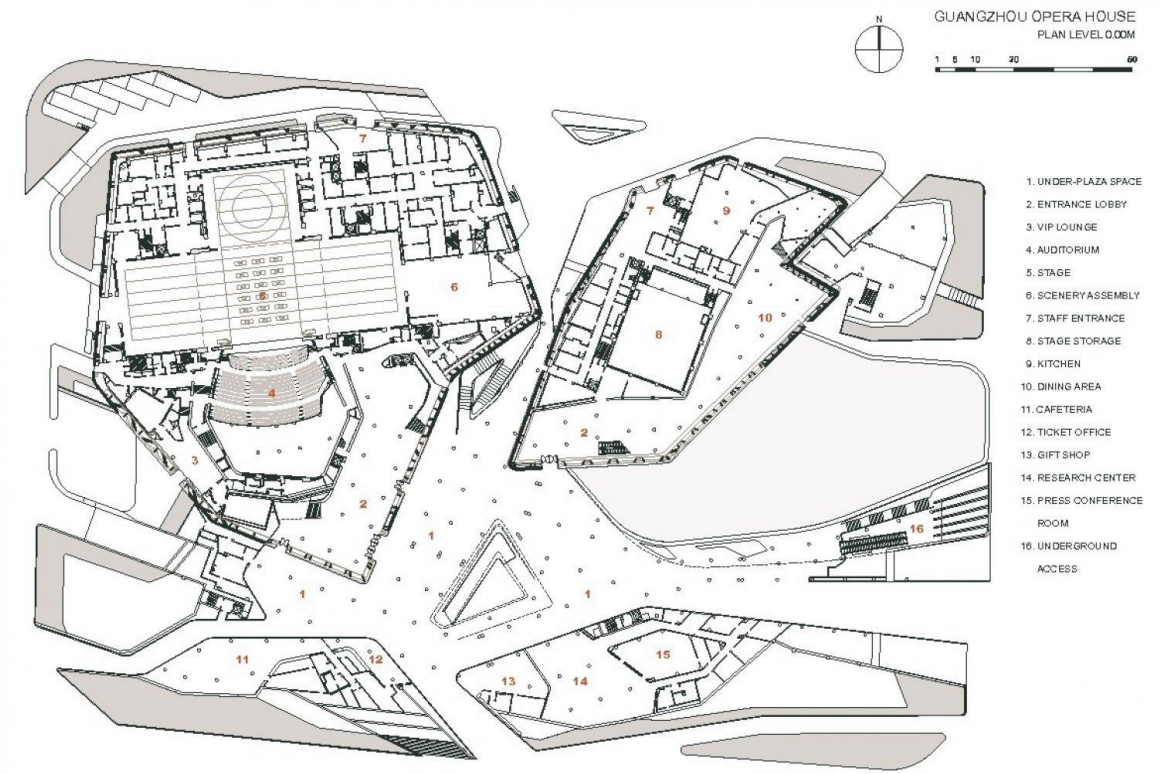 N
GUANGZHOU OPERA HOUSE
PLAN LEVEL 0.00M
1 5 10 20 50
7
7
9
1. UNDER-PLAZA SPACE
2. ENTRANCE LOBBY
3. VIP LOUNGE
4. AUDITORIUM
5. STAGE
6. SCENERY ASSEMBLY
7. STAFF ENTRANCE
8. STAGE STORAGE
9. KITCHEN
10. DINING AREA
11. CAFETERIA
12. TICKET OFFICE
13. GIFT SHOP
14. RESEARCH CENTER
15. PRESS CONFERENCE
ROOM
16. UNDERGROUND
ACCESS
6
5
10
8
4
2
3
2
1
16
1
1
11
12
13
14
15